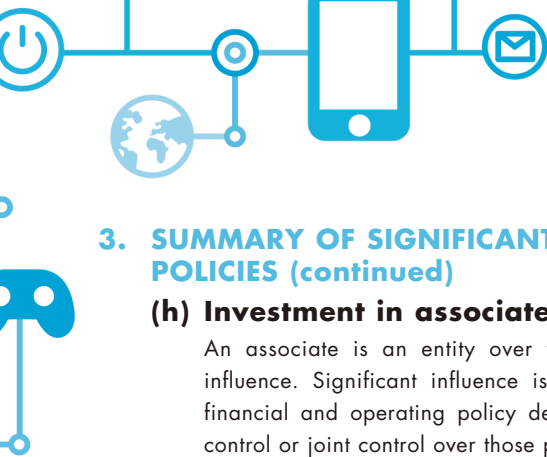 3. SUMMARY OF SIGNIFICANT
POLICIES (continued)
(h) Investment in associate
An associate is an entity over
influence. Significant influence is
financial and operating policy
control or joint control over those